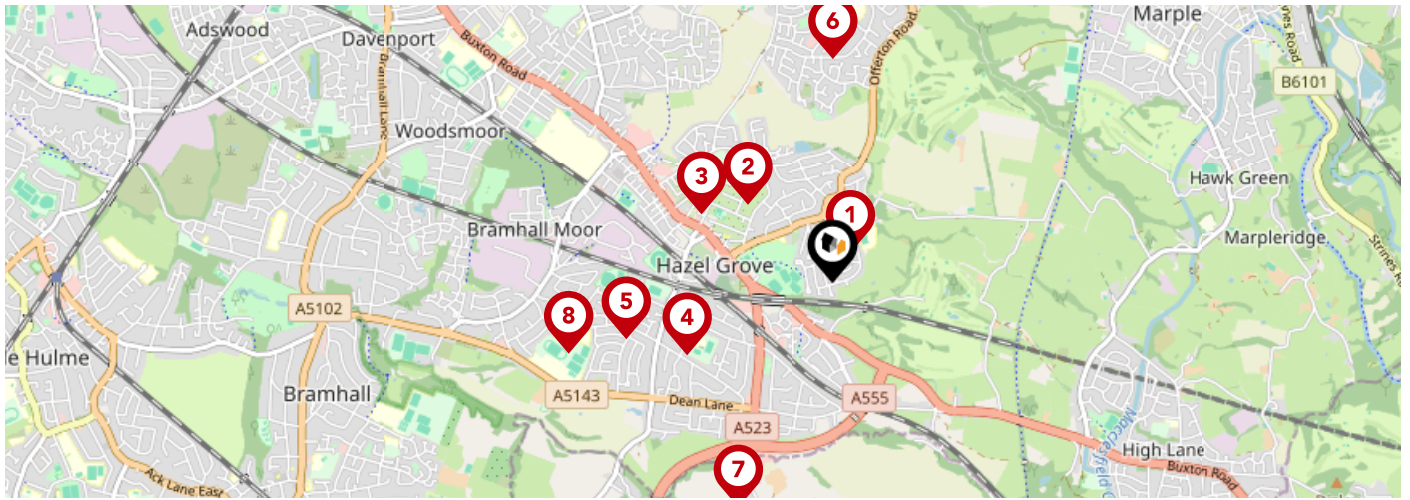 6
Marple
Adswood
Davenport
Buxton Road
Offerton Road
B6101
Bramhall Lane
Woodsmoor
3
2
Hawk Green
1
Bramhall Moor
Marpleridge
Hazel Grove
A5102
8
5
4
e Hulme
Bramhall
A5143
Dean Lane
A555
A523
High Lane
7
Buxton Road
Ack Lane East